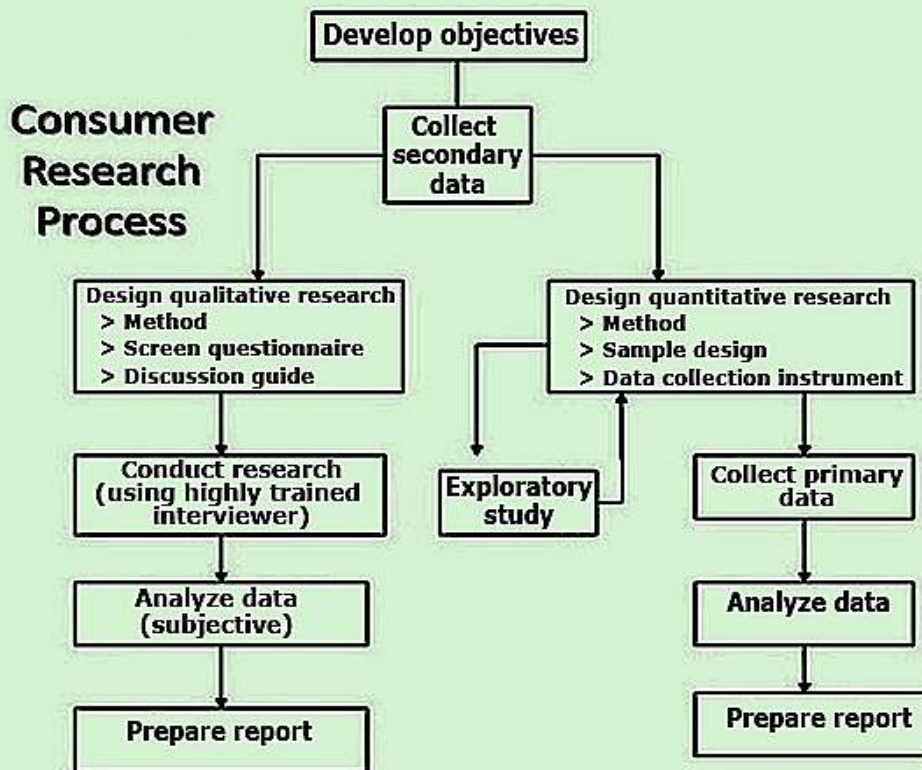 Develop objectives
Consumer
Research
Process
Collect
secondary
data
Design qualitative research
> Method
> Screen questionnaire
> Discussion guide
Design quantitative research
> Method
> Sample design
> Data collection instrument
Conduct research
(using highly trained
interviewer)
Exploratory
study
Collect primary
data
Analyze data
(subjective)
Analyze data
Prepare report
Prepare report